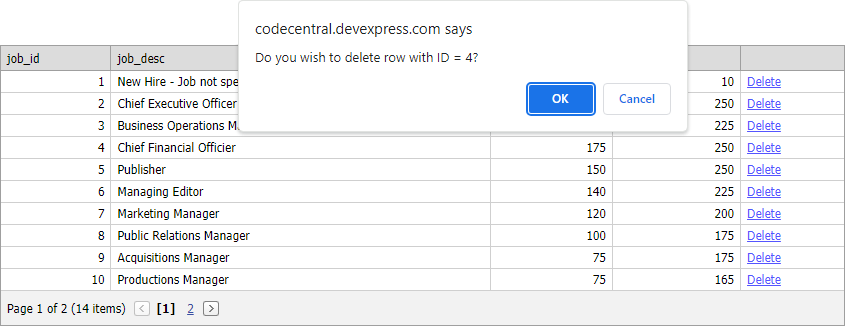 codecentral.devexpress.com says
Do you wish to delete row with ID = 4?
OK Cancel
job_id job_desc
1 New Hire - Job not spe 10 Delete
2 Chief Executive Officer 250 Delete
3 Business Operations M 225 Delete
4 Chief Financial Officier 175 250 Delete
5 Publisher 150 250 Delete
6 Managing Editor 140 225 Delete
7 Marketing Manager 120 200 Delete
8 Public Relations Manager 100 175 Delete
9 Acquisitions Manager 75 175 Delete
10 Productions Manager 75 165 Delete
Page 1 of 2 (14 items) < [1] 2 >